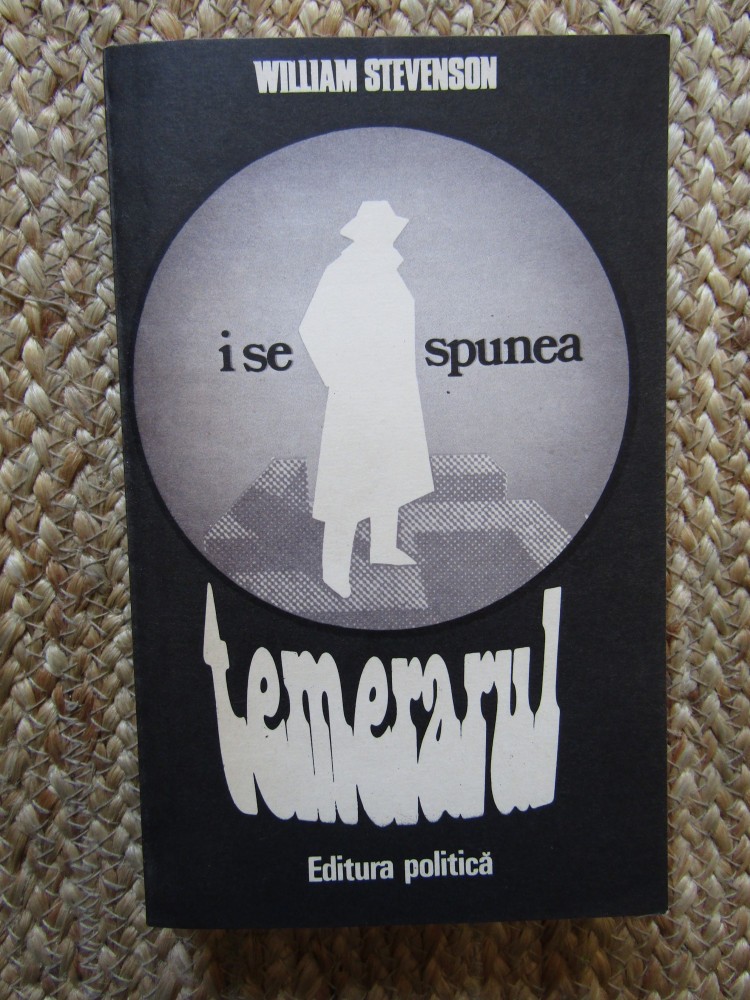 WILLIAM STEVENSON
i se spunea
temerarul
Editura politică